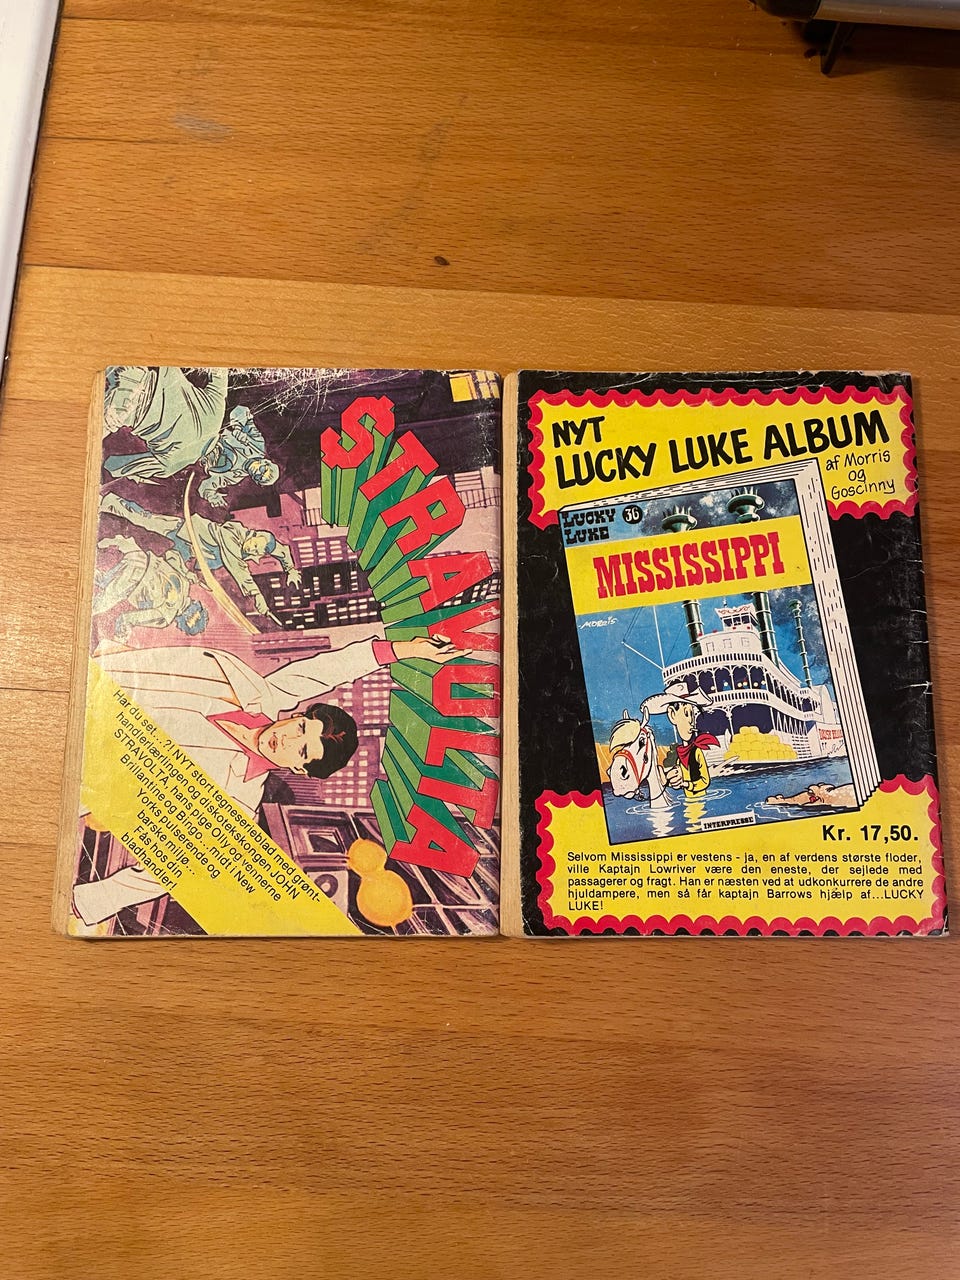 STRAVOLTA
Har du set...?! NYT stort tegneserieblad med grønt-
handlerlærlingen og diskotekskongen JOHN
STRAVOLTA, hans pige Olly og vennerne
Brillantine og Bingo....midt i New
Yorks pulserende og
barske miljø...
Fås hos din
bladhandler!
NYT
LUCKY LUKE ALBUM
af Morris
og
Goscinny
LUCKY
LUKE
36
MISSISSIPPI
MORRIS
INTERPRESSE
Kr. 17,50.
Selvom Mississippi er vestens - ja, en af verdens største floder,
ville Kaptajn Lowriver være den eneste, der sejlede med
passagerer og fragt. Han er næsten ved at udkonkurrere de andre
hjuldampere, men så får kaptajn Barrows hjælp af...LUCKY
LUKE!